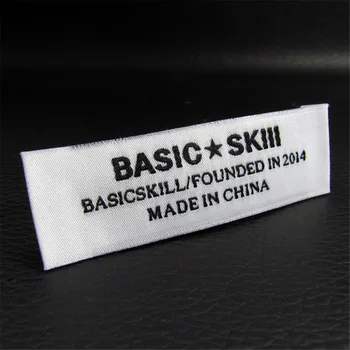 BASIC★SKIII
BASICSKILL/FOUNDED IN 2014
MADE IN CHINA